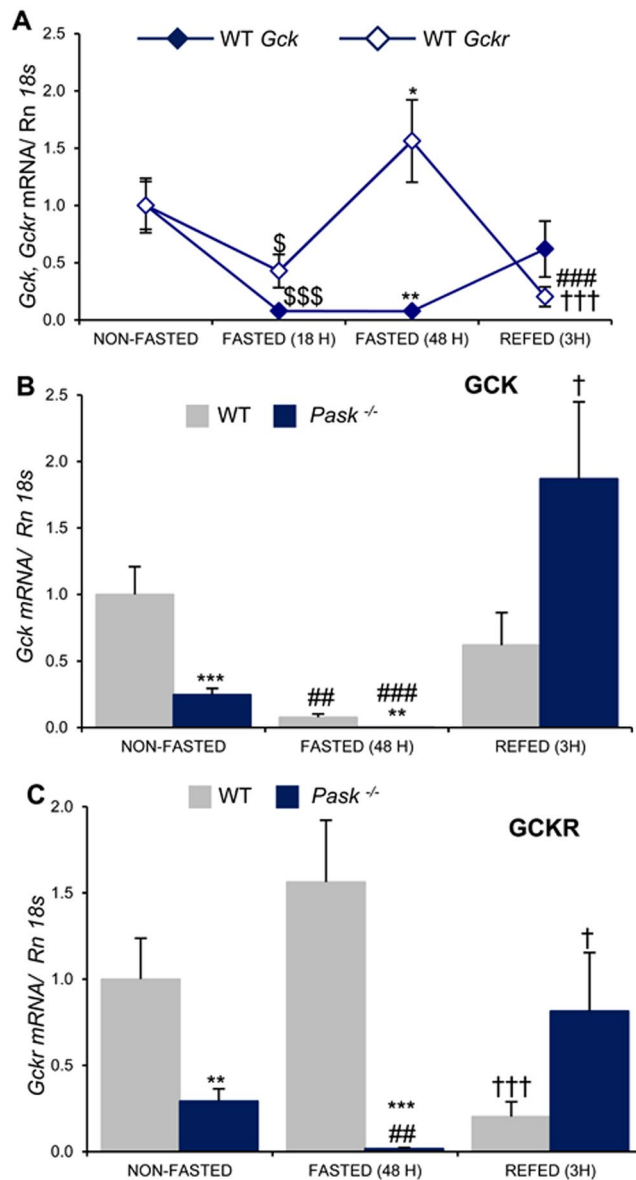 A
WT Gck WT Gckr
Gck, Gckr mRNA/ Rn 18s
2.5
2.0
1.5
1.0
0.5
0.0
*
$
$$$
**
###
†††
NON-FASTED FASTED (18 H) FASTED (48 H) REFED (3H)
B
GCK
WT Pask -/-
Gck mRNA/ Rn 18s
2.5
2.0
1.5
1.0
0.5
0.0
†
***
##
###
**
NON-FASTED FASTED (48 H) REFED (3H)
C
WT Pask -/-
GCKR
Gckr mRNA/ Rn 18s
2.0
1.5
1.0
0.5
0.0
**
***
##
†††
†
NON-FASTED FASTED (48 H) REFED (3H)